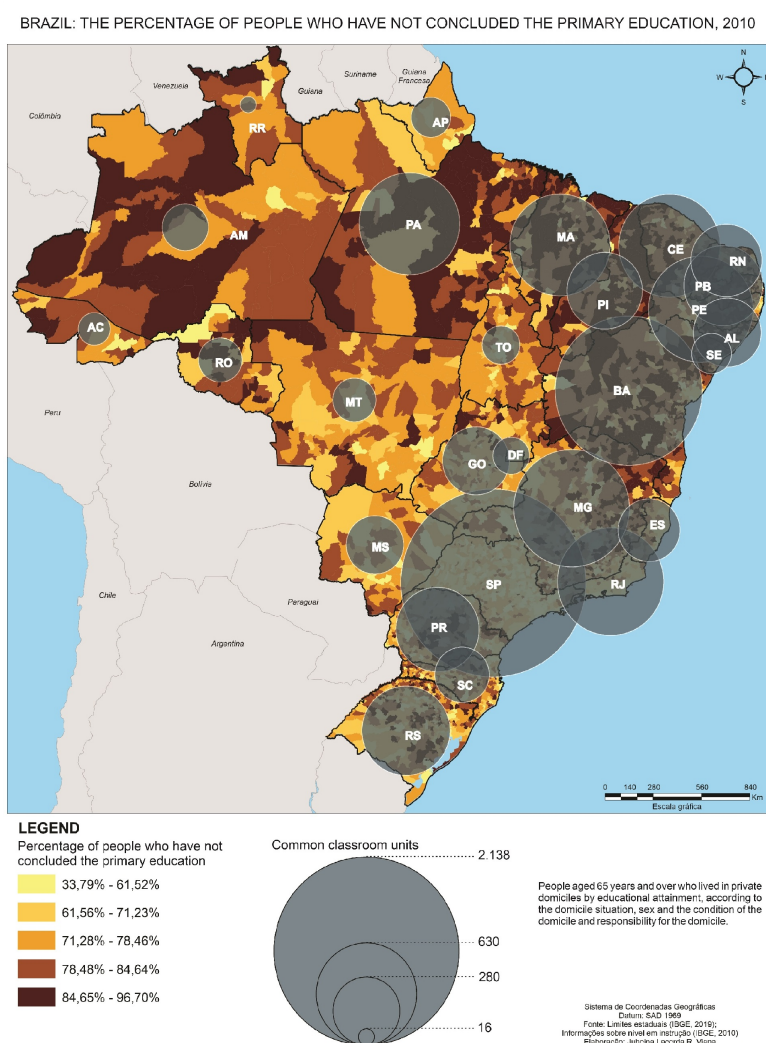 BRAZIL: THE PERCENTAGE OF PEOPLE WHO HAVE NOT CONCLUDED THE PRIMARY EDUCATION, 2010
N
W
S
Venezuela
Suriname
Guiana
Francesa
Guiana
Colômbia
RR
AP
AM
PA
MA
CE
RN
PB
PI
PE
AL
SE
AC
RO
TO
MT
BA
Peru
GO
DF
Bolívia
MG
ES
MS
SP
RJ
Chile
Paraguai
PR
Argentina
SC
RS
0 140 280 560 840
Km
Escala gráfica
LEGEND
Percentage of people who have not
concluded the primary education
33,79% - 61,52%
61,56% - 71,23%
71,28% - 78,46%
78,48% - 84,64%
84,65% - 96,70%
Common classroom units
2.138
630
280
16
People aged 65 years and over who lived in private
domiciles by educational attainment, according to
the domicile situation, sex and the condition of the
domicile and responsibility for the domicile.
Sistema de Coordenadas Geográficas
Datum: SAD 1969
Fonte: Limites estaduais (IBGE, 2019);
Informações sobre nivel em instrução (IBGE, 2010)